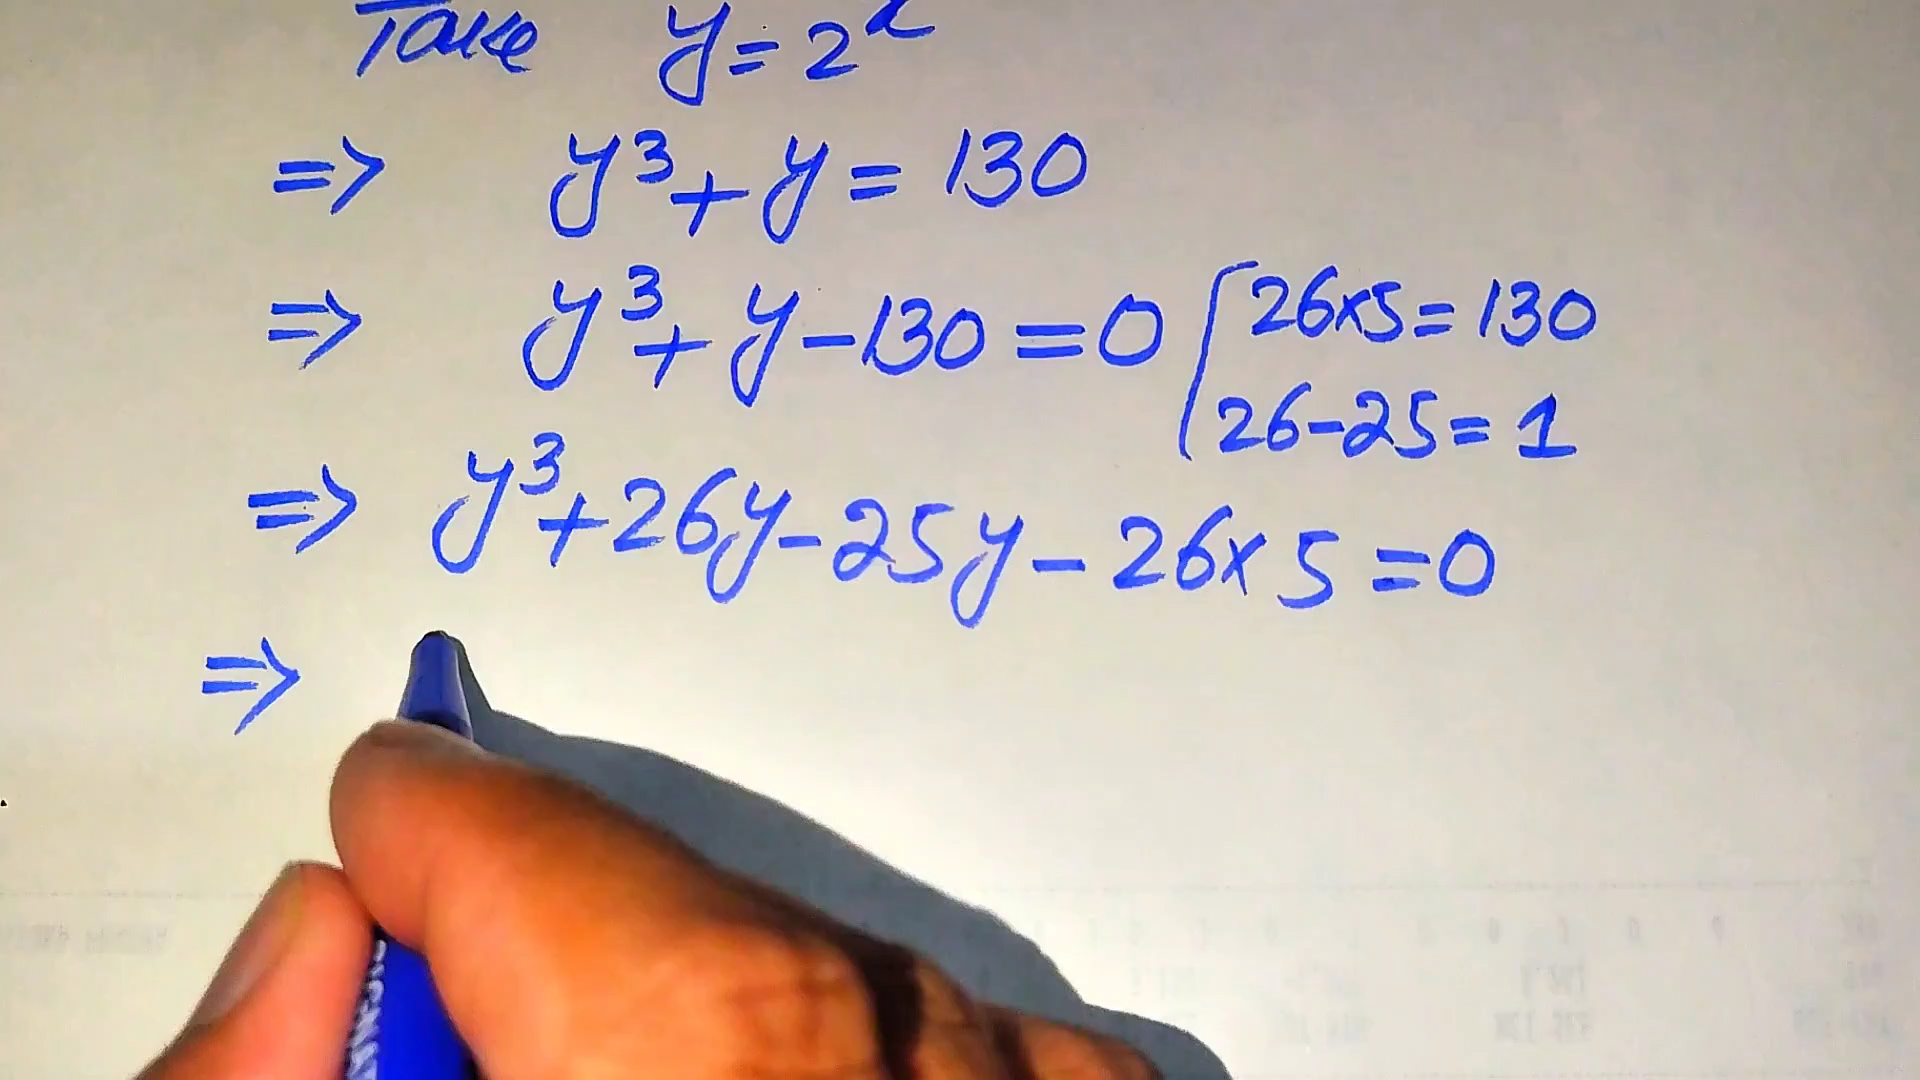 Take y = 2^x
=> y³ + y = 130
=> y³ + y - 130 = 0 [26×5 = 130
26-25 = 1
=> y³ + 26y - 25y - 26×5 = 0
=>